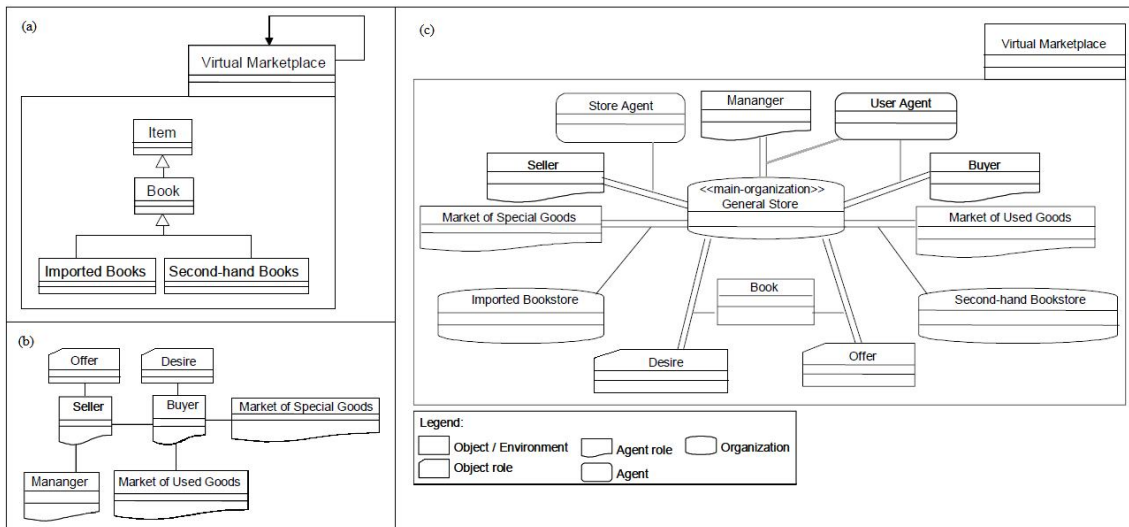 (a)
Virtual Marketplace
Item
Book
Imported Books
Second-hand Books
(b)
Offer
Desire
Seller
Buyer
Market of Special Goods
Mananger
Market of Used Goods
(c)
Virtual Marketplace
Store Agent
Mananger
User Agent
Seller
Buyer
<<main-organization>>
General Store
Market of Special Goods
Market of Used Goods
Imported Bookstore
Book
Second-hand Bookstore
Desire
Offer
Legend:
Object / Environment
Agent role
Organization
Object role
Agent